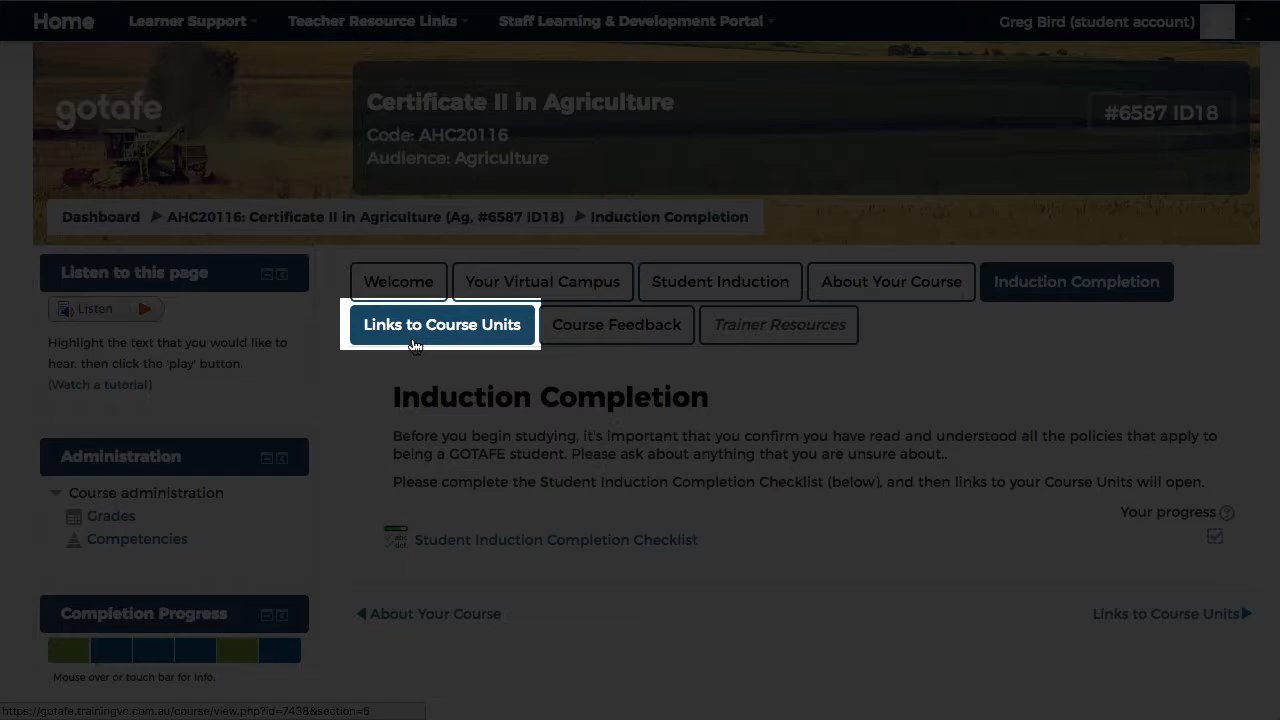 Home Learner Support Teacher Resource Links Staff Learning & Development Portal Greg Bird (student account)
gotafe
Certificate II in Agriculture
Code: AHC20116
Audience: Agriculture
#6587 ID18
Dashboard AHC20116: Certificate II in Agriculture (Ag, #6587 ID18) Induction Completion
Listen to this page
Listen
Highlight the text that you would like to
hear, then click the 'play' button.
(Watch a tutorial)
Administration
Course administration
Grades
Competencies
Completion Progress
Mouse over or touch bar for info.
Welcome Your Virtual Campus Student Induction About Your Course Induction Completion
Links to Course Units Course Feedback Trainer Resources
Induction Completion
Before you begin studying, it's important that you confirm you have read and understood all the policies that apply to
being a GOTAFE student. Please ask about anything that you are unsure about..
Please complete the Student Induction Completion Checklist (below), and then links to your Course Units will open.
Your progress
Student Induction Completion Checklist
About Your Course Links to Course Units
https://gotafe.trainingvc.com.au/course/view.php?id=7438&section=6